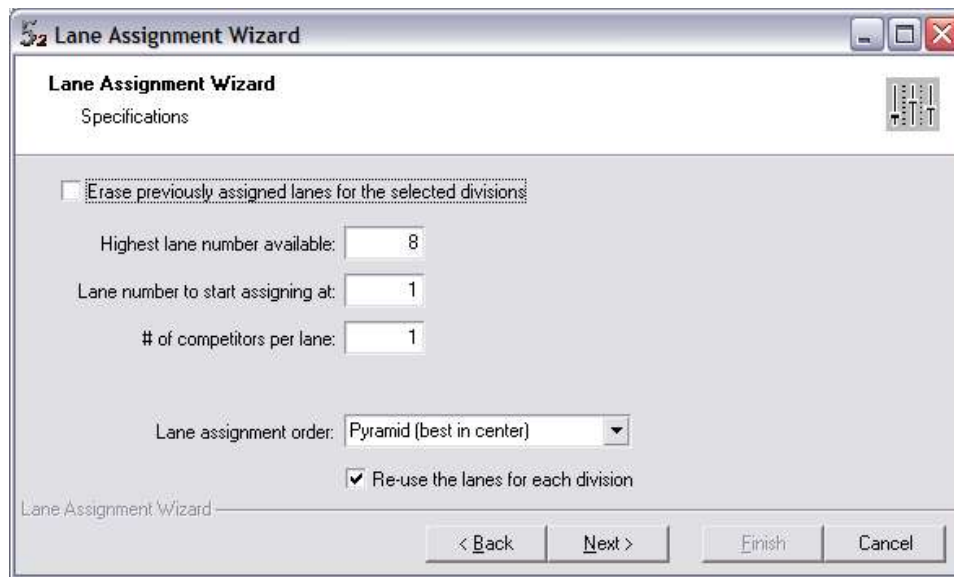 52 Lane Assignment Wizard
Lane Assignment Wizard
Specifications
Erase previously assigned lanes for the selected divisions
Highest lane number available: 8
Lane number to start assigning at: 1
# of competitors per lane: 1
Lane assignment order: Pyramid (best in center)
Re-use the lanes for each division
Lane Assignment Wizard
< Back Next > Finish Cancel